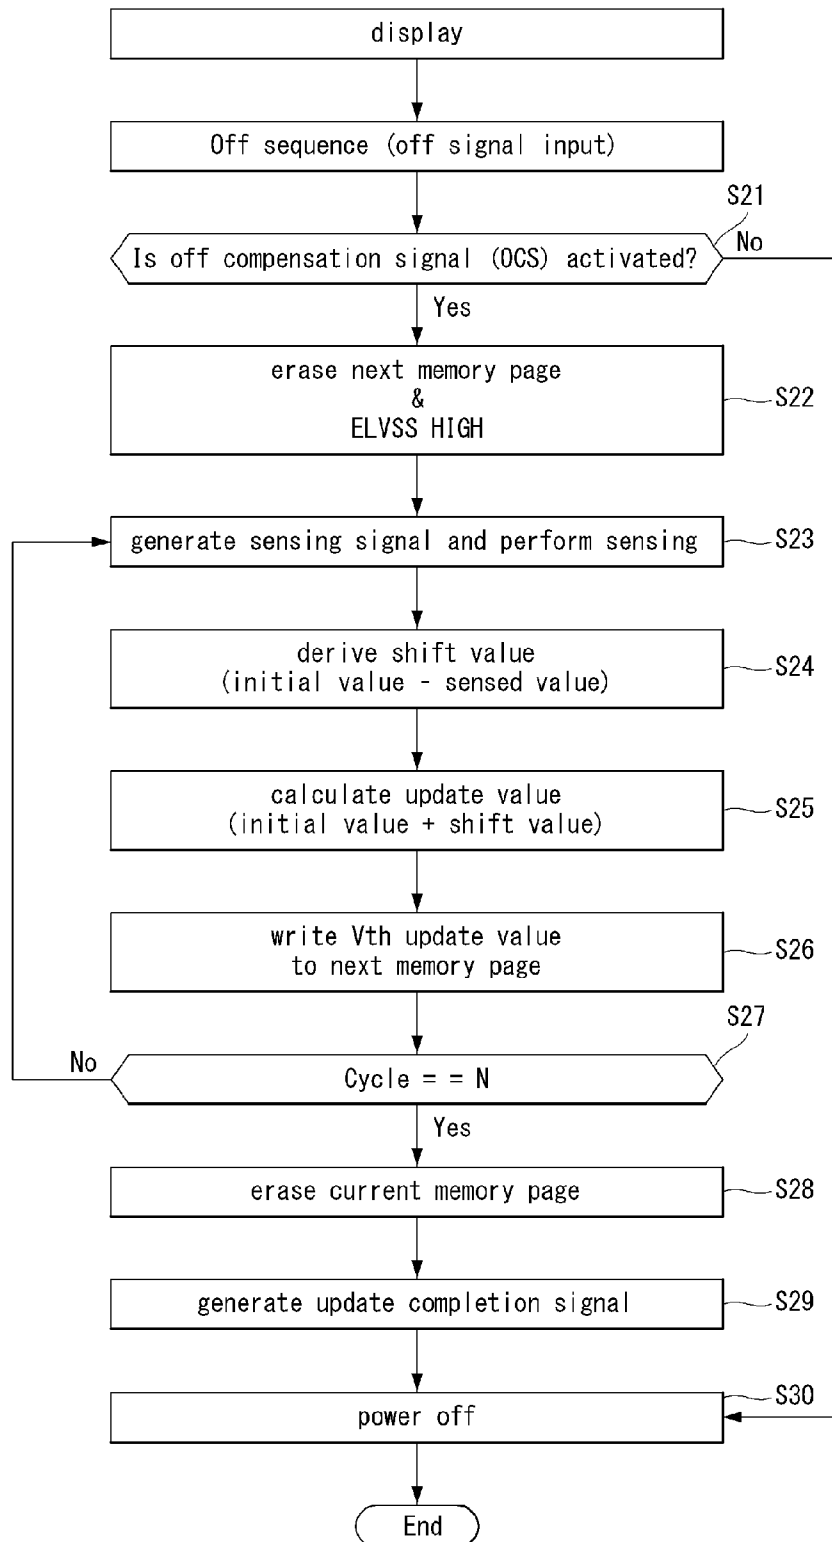 display
Off sequence (off signal input)
S21
Is off compensation signal (OCS) activated?
No
Yes
erase next memory page
&
ELVSS HIGH
S22
generate sensing signal and perform sensing
S23
derive shift value
(initial value - sensed value)
S24
calculate update value
(initial value + shift value)
S25
write Vth update value
to next memory page
S26
S27
No
Cycle = = N
Yes
erase current memory page
S28
generate update completion signal
S29
power off
S30
End